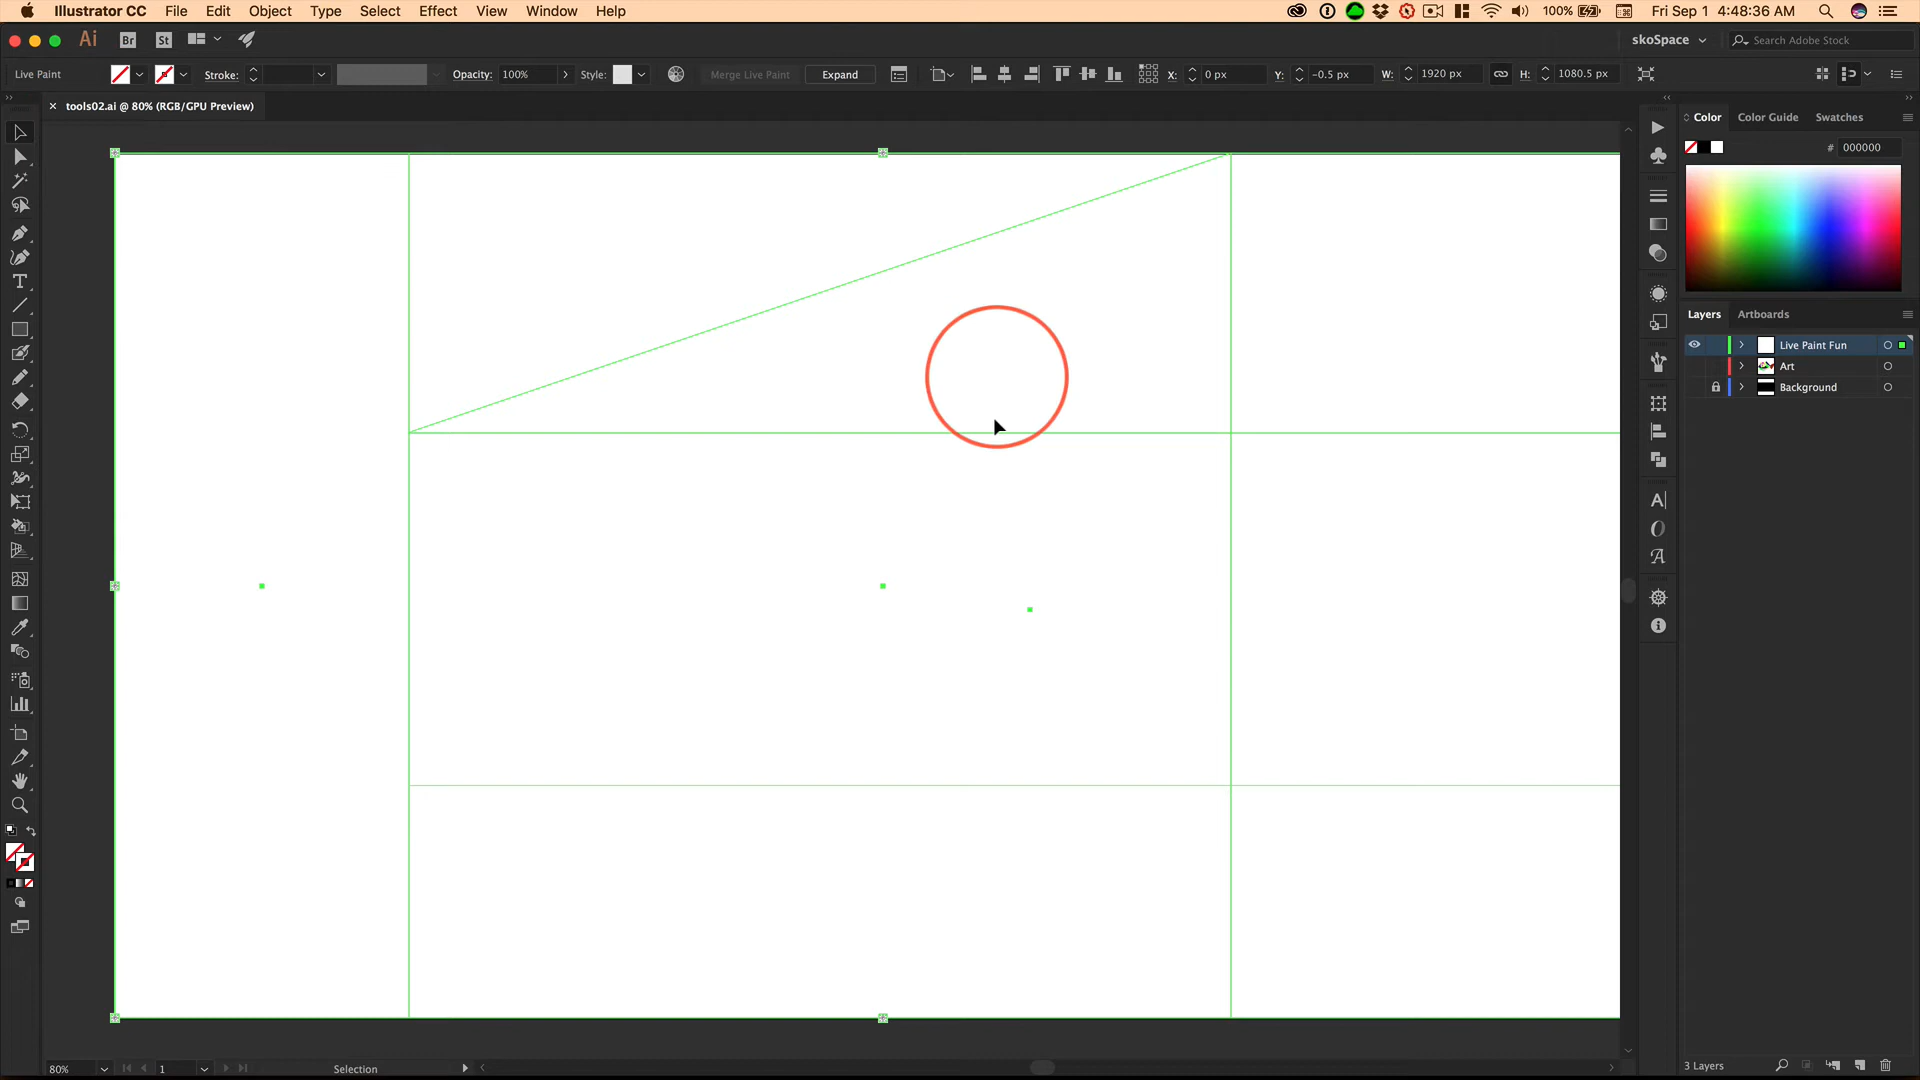 Illustrator CC File Edit Object Type Select Effect View Window Help 100% Fri Sep 1 4:48:36 AM
Ai Br St skoSpace Search Adobe Stock
Live Paint Stroke: Opacity: 100% Style: Merge Live Paint Expand X: 0 px Y: -0.5 px W: 1920 px H: 1080.5 px
× tools02.ai @ 80% (RGB/GPU Preview)
Color Color Guide Swatches
# 000000
Layers Artboards
Live Paint Fun
Art
Background
80% 1 Selection 3 Layers